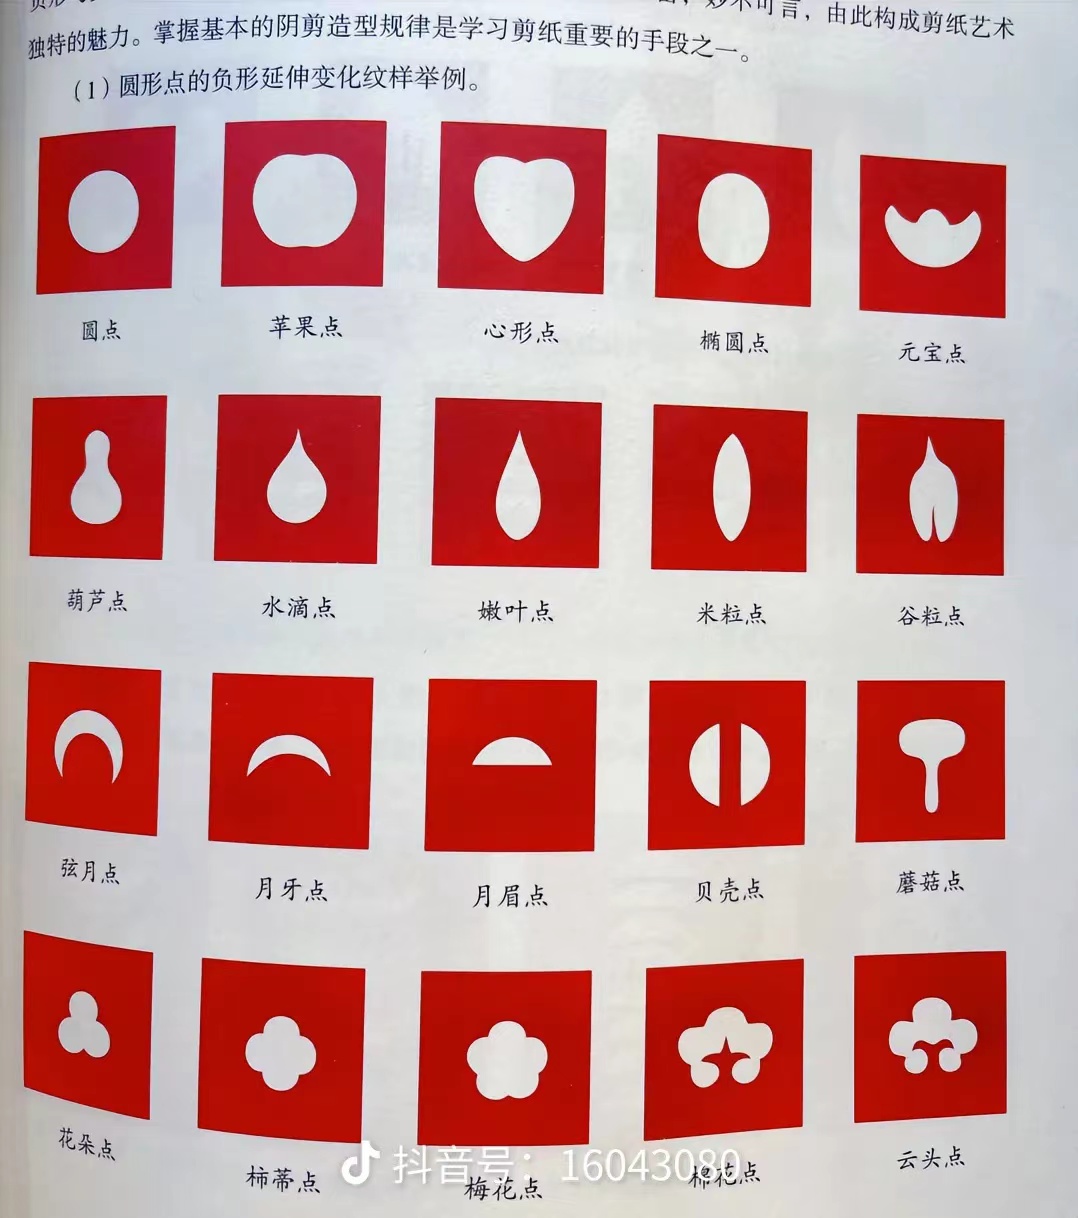 妙不可言，由此构成剪纸艺术
独特的魅力。掌握基本的阴剪造型规律是学习剪纸重要的手段之一。
（1）圆形点的负形延伸变化纹样举例。
圆点 苹果点 心形点 椭圆点 元宝点
葫芦点 水滴点 嫩叶点 米粒点 谷粒点
弦月点 月牙点 月眉点 贝壳点 蘑菇点
花朵点 柿蒂点 梅花点 棉花点 云头点
抖音号：16043080